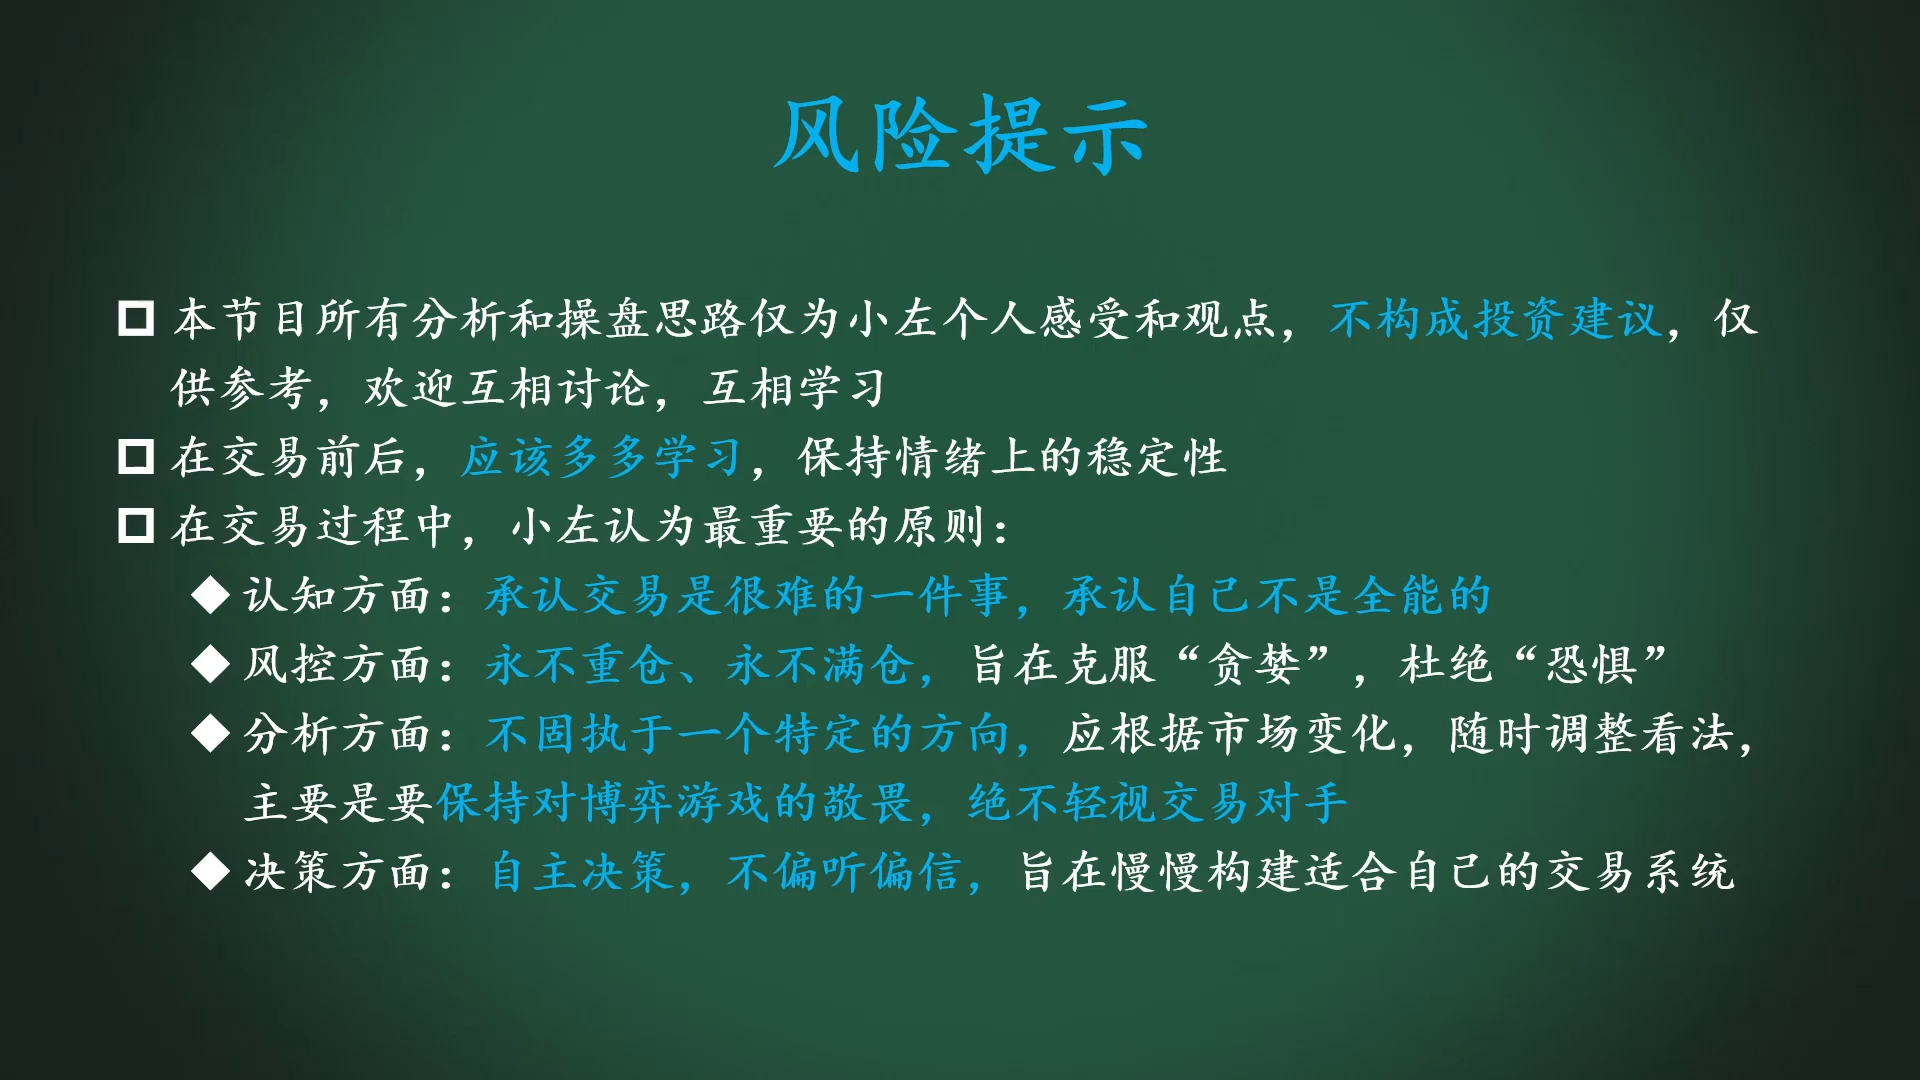 风险提示
本节目所有分析和操盘思路仅为小左个人感受和观点，不构成投资建议，仅
供参考，欢迎互相讨论，互相学习
在交易前后，应该多多学习，保持情绪上的稳定性
在交易过程中，小左认为最重要的原则：
认知方面：承认交易是很难的一件事，承认自己不是全能的
风控方面：永不重仓、永不满仓，旨在克服“贪婪”，杜绝“恐惧”
分析方面：不固执于一个特定的方向，应根据市场变化，随时调整看法，
主要是要保持对博弈游戏的敬畏，绝不轻视交易对手
决策方面：自主决策，不偏听偏信，旨在慢慢构建适合自己的交易系统